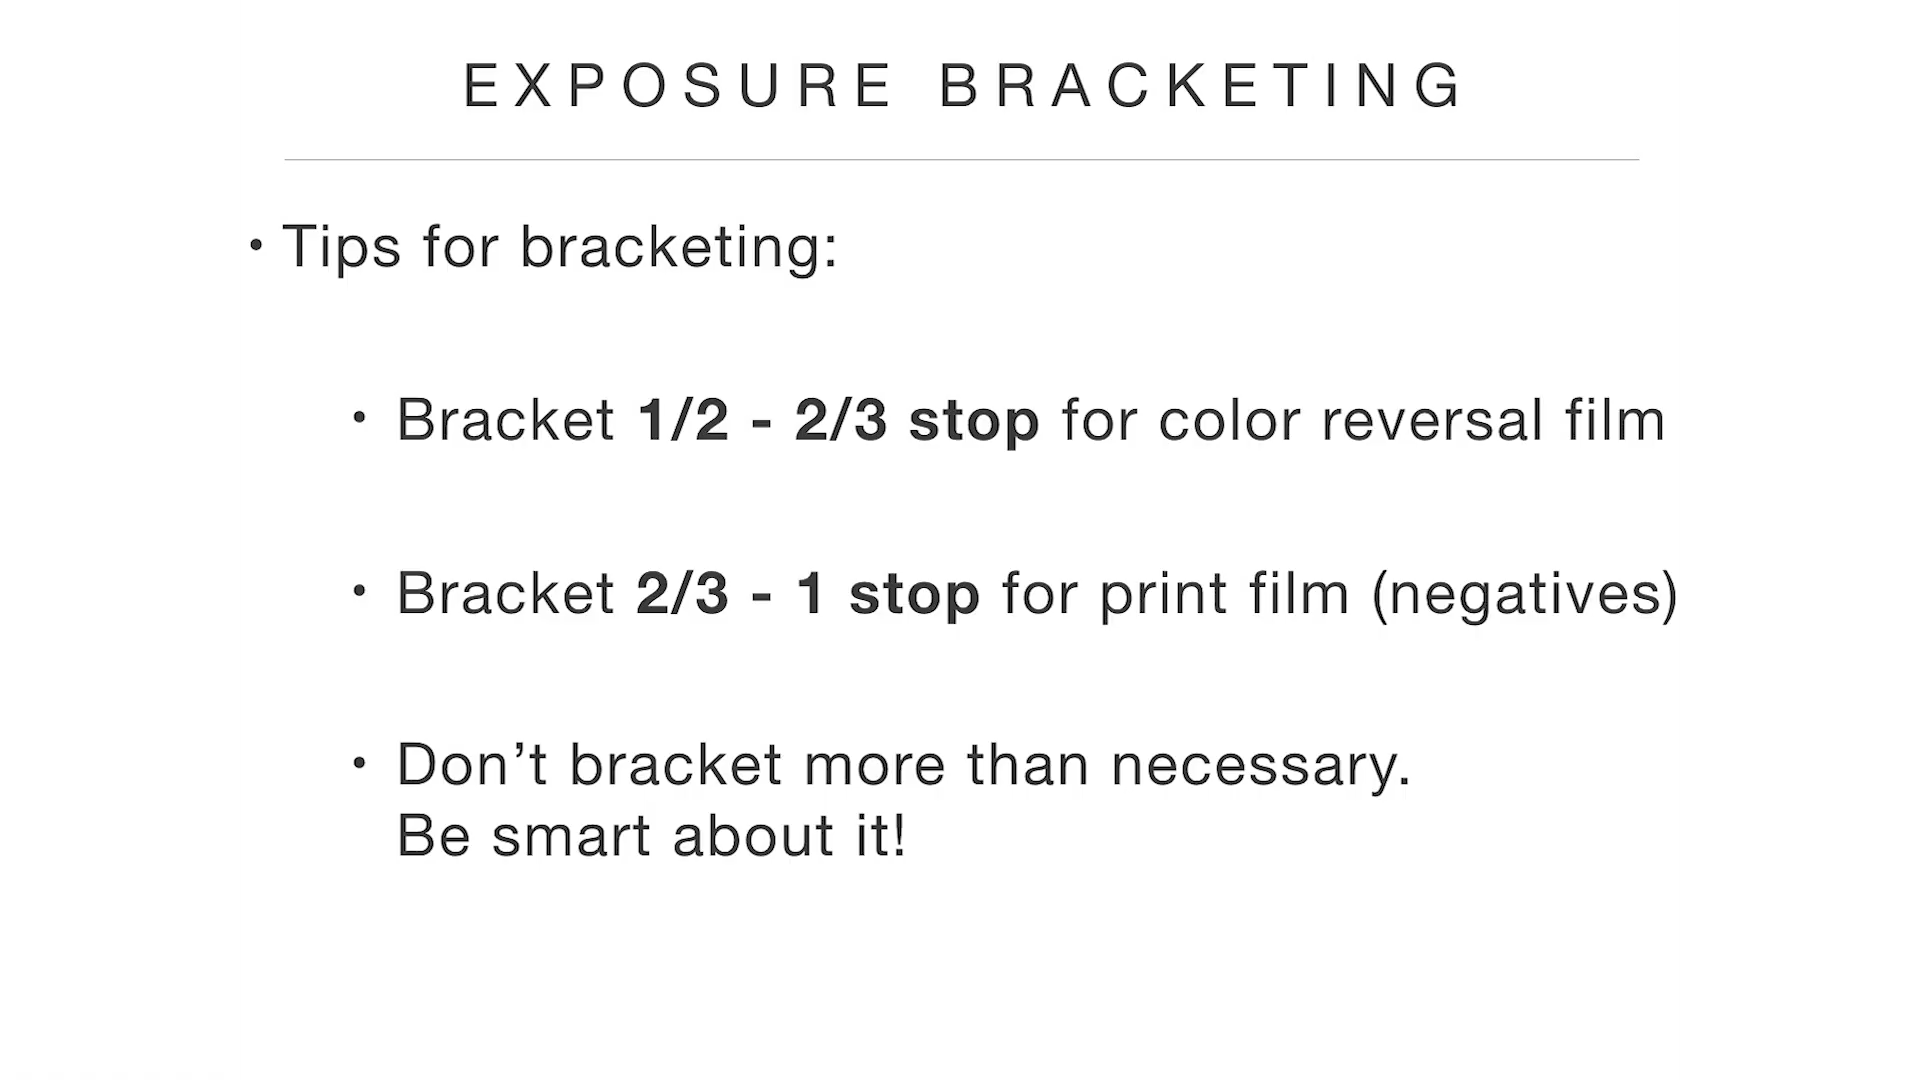 EXPOSURE BRACKETING
• Tips for bracketing:
• Bracket 1/2 - 2/3 stop for color reversal film
• Bracket 2/3 - 1 stop for print film (negatives)
• Don’t bracket more than necessary.
Be smart about it!